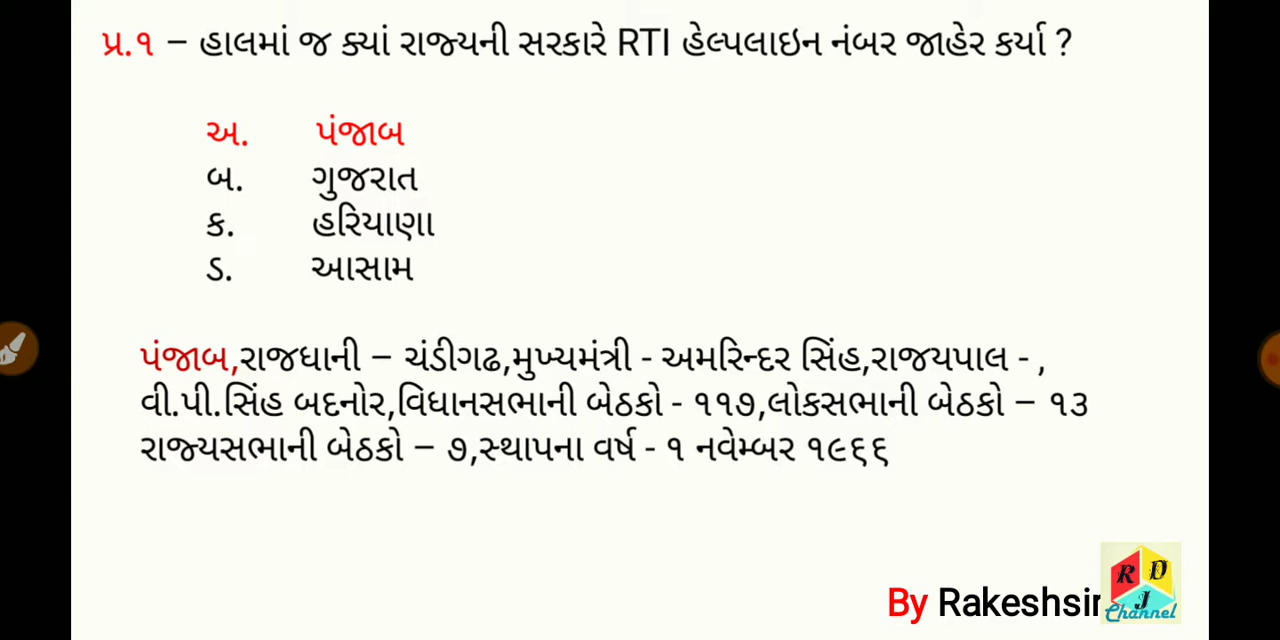 પ્ર.૧ – હાલમાં જ ક્યાં રાજ્યની સરકારે RTI હેલ્પલાઇન નંબર જાહેર કર્યા ?
અ. પંજાબ
બ. ગુજરાત
ક. હરિયાણા
ડ. આસામ
પંજાબ,રાજધાની – ચંડીગઢ,મુખ્યમંત્રી - અમરિન્દર સિંહ,રાજયપાલ - ,
વી.પી.સિંહ બદનોર,વિધાનસભાની બેઠકો - ૧૧૭,લોકસભાની બેઠકો – ૧૩
રાજ્યસભાની બેઠકો – ૭,સ્થાપના વર્ષ - ૧ નવેમ્બર ૧૯૬૬
By Rakeshsir
R D J
Channel